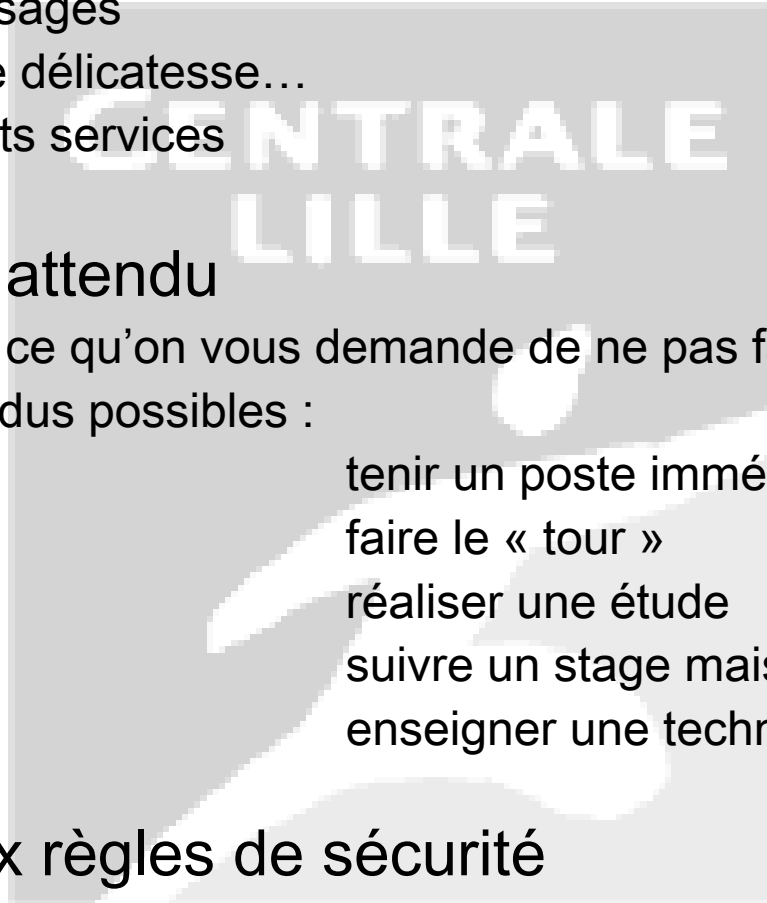 sages
e délicatesse…
ts services
CENTRALE
LILLE
attendu
ce qu’on vous demande de ne pas f
dus possibles :
tenir un poste immé
faire le « tour »
réaliser une étude
suivre un stage mais
enseigner une techn
x règles de sécurité